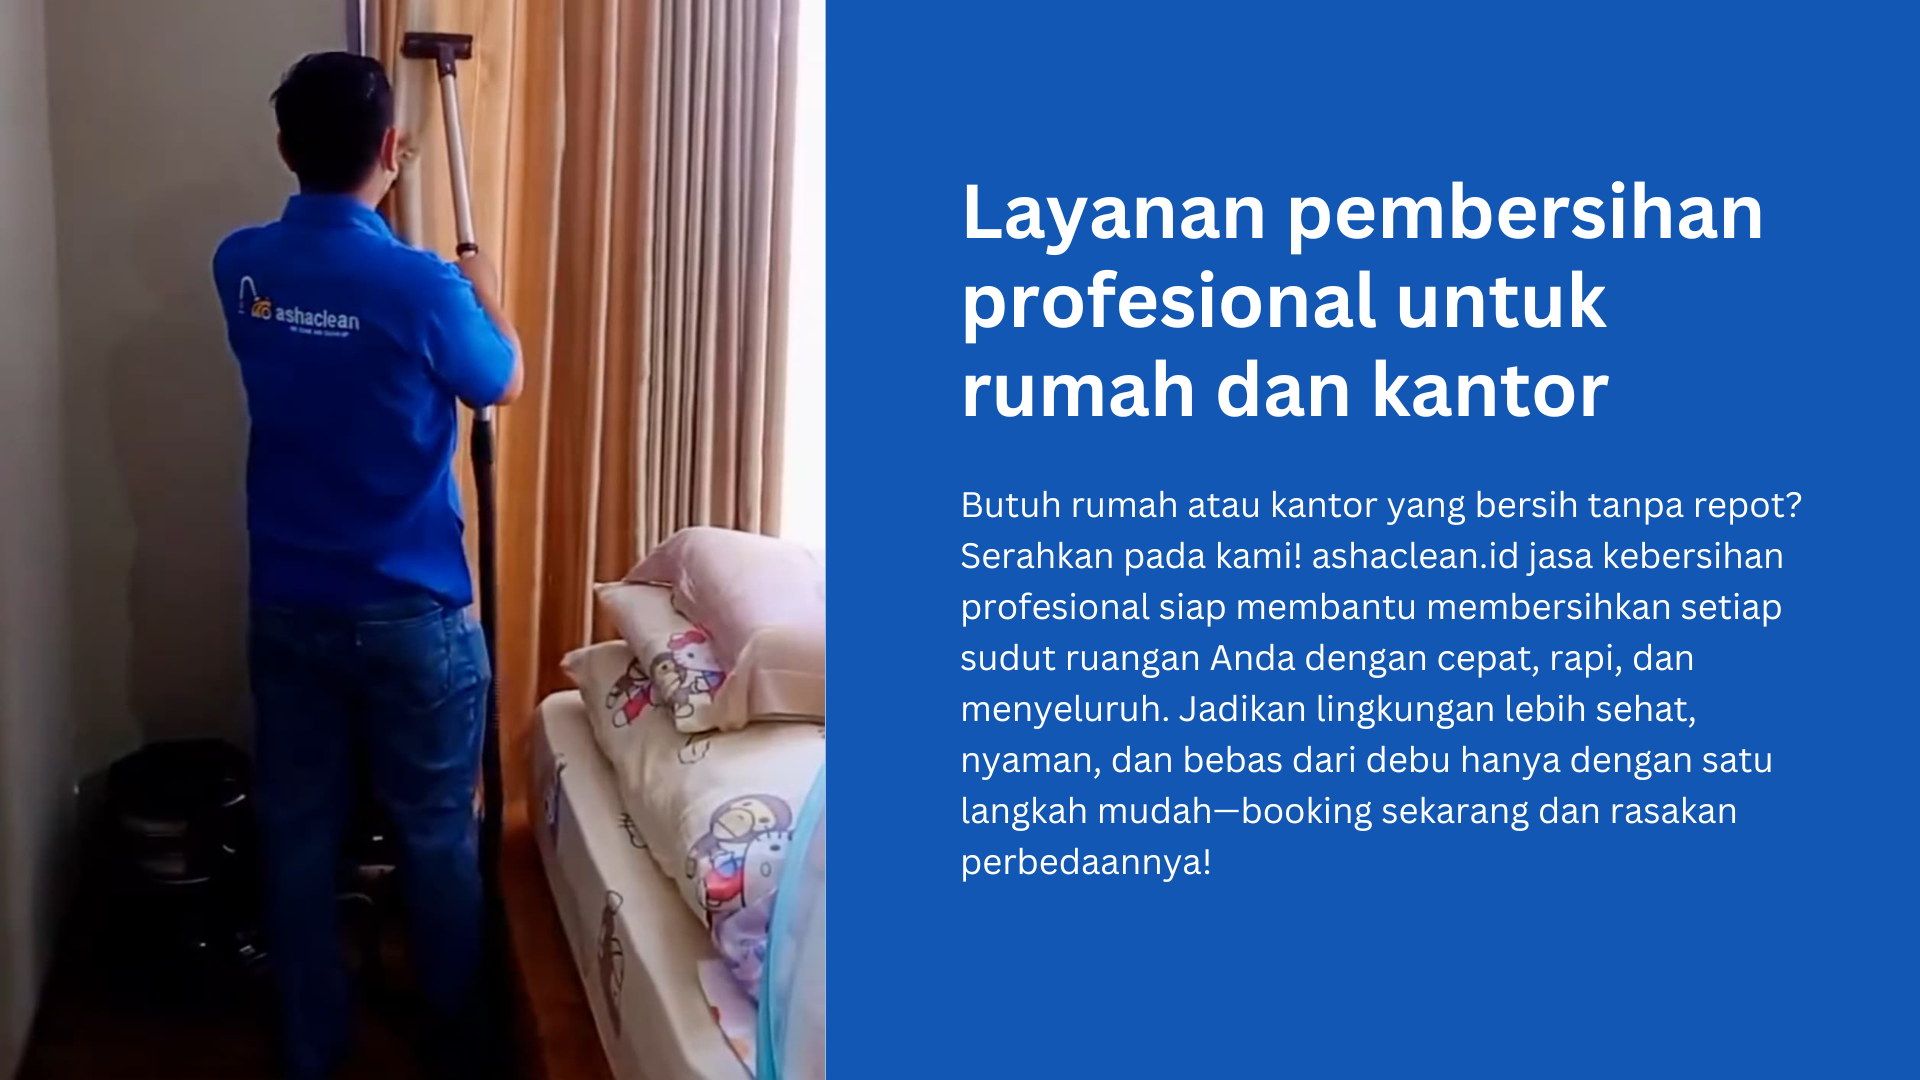 ashaclean
Layanan pembersihan
profesional untuk
rumah dan kantor
Butuh rumah atau kantor yang bersih tanpa repot?
Serahkan pada kami! ashaclean.id jasa kebersihan
profesional siap membantu membersihkan setiap
sudut ruangan Anda dengan cepat, rapi, dan
menyeluruh. Jadikan lingkungan lebih sehat,
nyaman, dan bebas dari debu hanya dengan satu
langkah mudah—booking sekarang dan rasakan
perbedaannya!